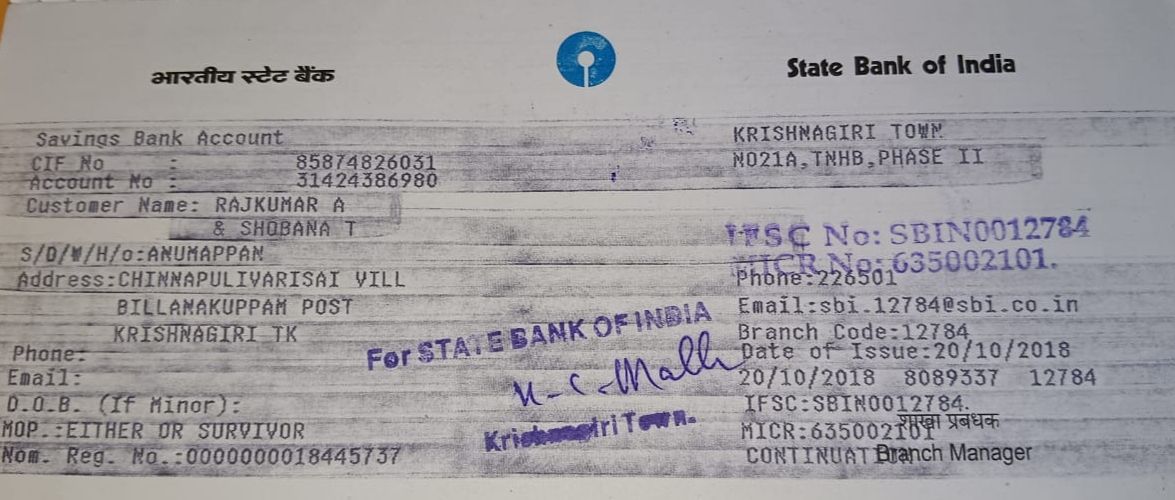 भारतीय स्टेट बैंक
State Bank of India
Savings Bank Account
CIF No : 85874826031
Account No : 31424386980
Customer Name: RAJKUMAR A
& SHOBANA T
S/D/W/H/o:ANUMAPPAN
Address:CHINNAPULIYARISAI VILL
BILLANAKUPPAM POST
KRISHNAGIRI TK
Phone:
Email:
D.O.B. (If Minor):
MOP.:EITHER OR SURVIVOR
Nom. Reg. No.:0000000018445737
For STATE BANK OF INDIA
Krishnagiri Town.
KRISHNAGIRI TOWN
NO21A,TNHB,PHASE II
IFSC No: SBIN0012784
MICR No: 635002101.
Phone:226501
Email:sbi.12784@sbi.co.in
Branch Code:12784
Date of Issue:20/10/2018
20/10/2018 8089337 12784
IFSC:SBIN0012784.
शाखा प्रबंधक
MICR:635002101
Branch Manager